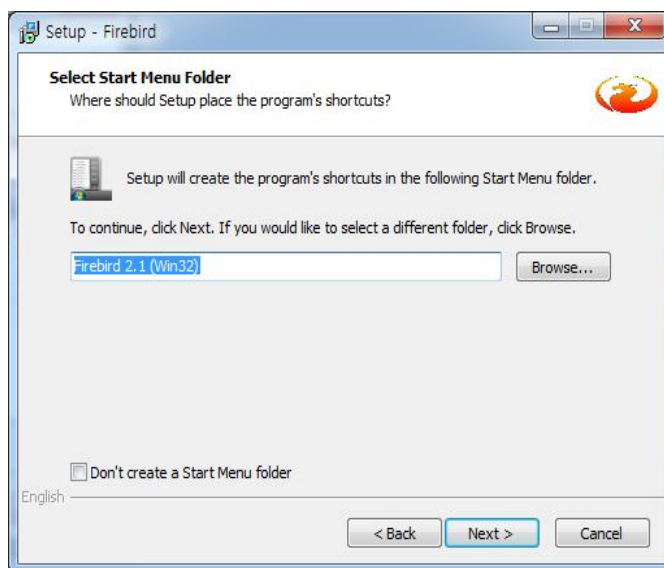 Setup - Firebird
Select Start Menu Folder
Where should Setup place the program's shortcuts?
Setup will create the program's shortcuts in the following Start Menu folder.
To continue, click Next. If you would like to select a different folder, click Browse.
Firebird 2.1 (Win32)
Browse...
Don't create a Start Menu folder
English
< Back
Next >
Cancel